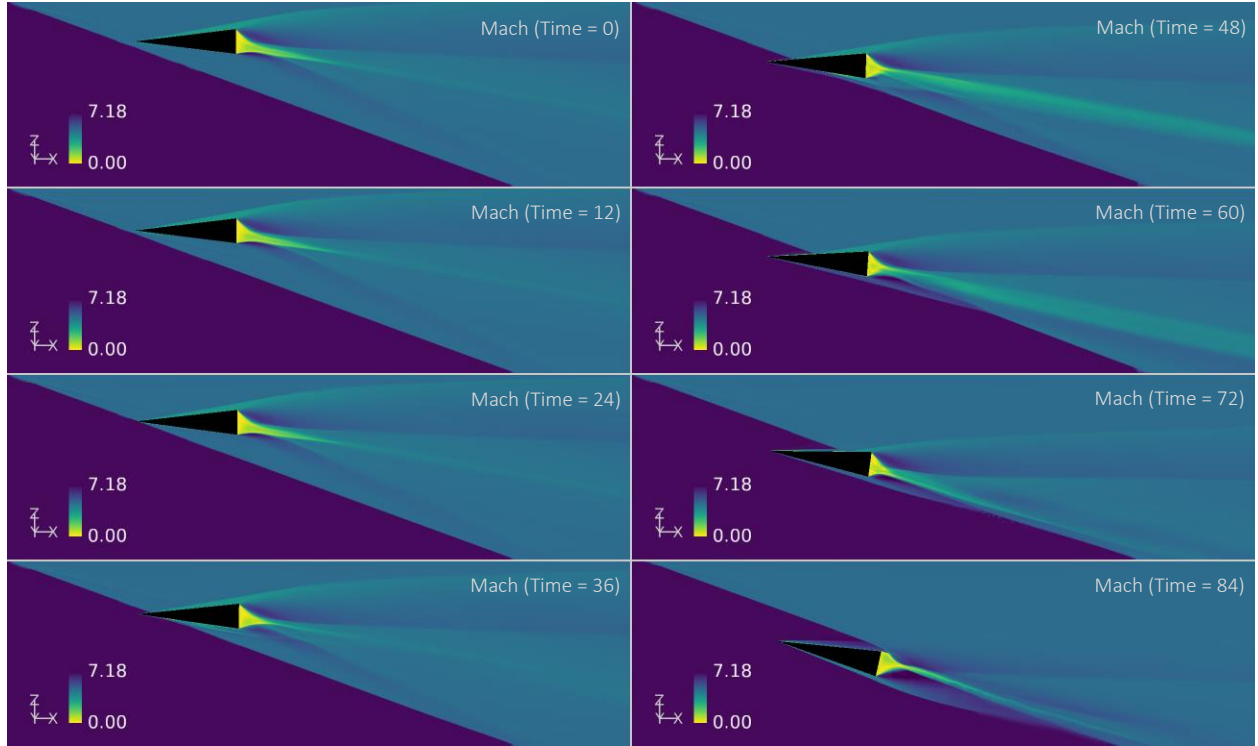 Mach (Time = 0)
7.18
0.00
Z
Y
X
Mach (Time = 12)
7.18
0.00
Z
Y
X
Mach (Time = 24)
7.18
0.00
Z
Y
X
Mach (Time = 36)
7.18
0.00
Z
Y
X
Mach (Time = 48)
7.18
0.00
Z
Y
X
Mach (Time = 60)
7.18
0.00
Z
Y
X
Mach (Time = 72)
7.18
0.00
Z
Y
X
Mach (Time = 84)
7.18
0.00
Z
Y
X